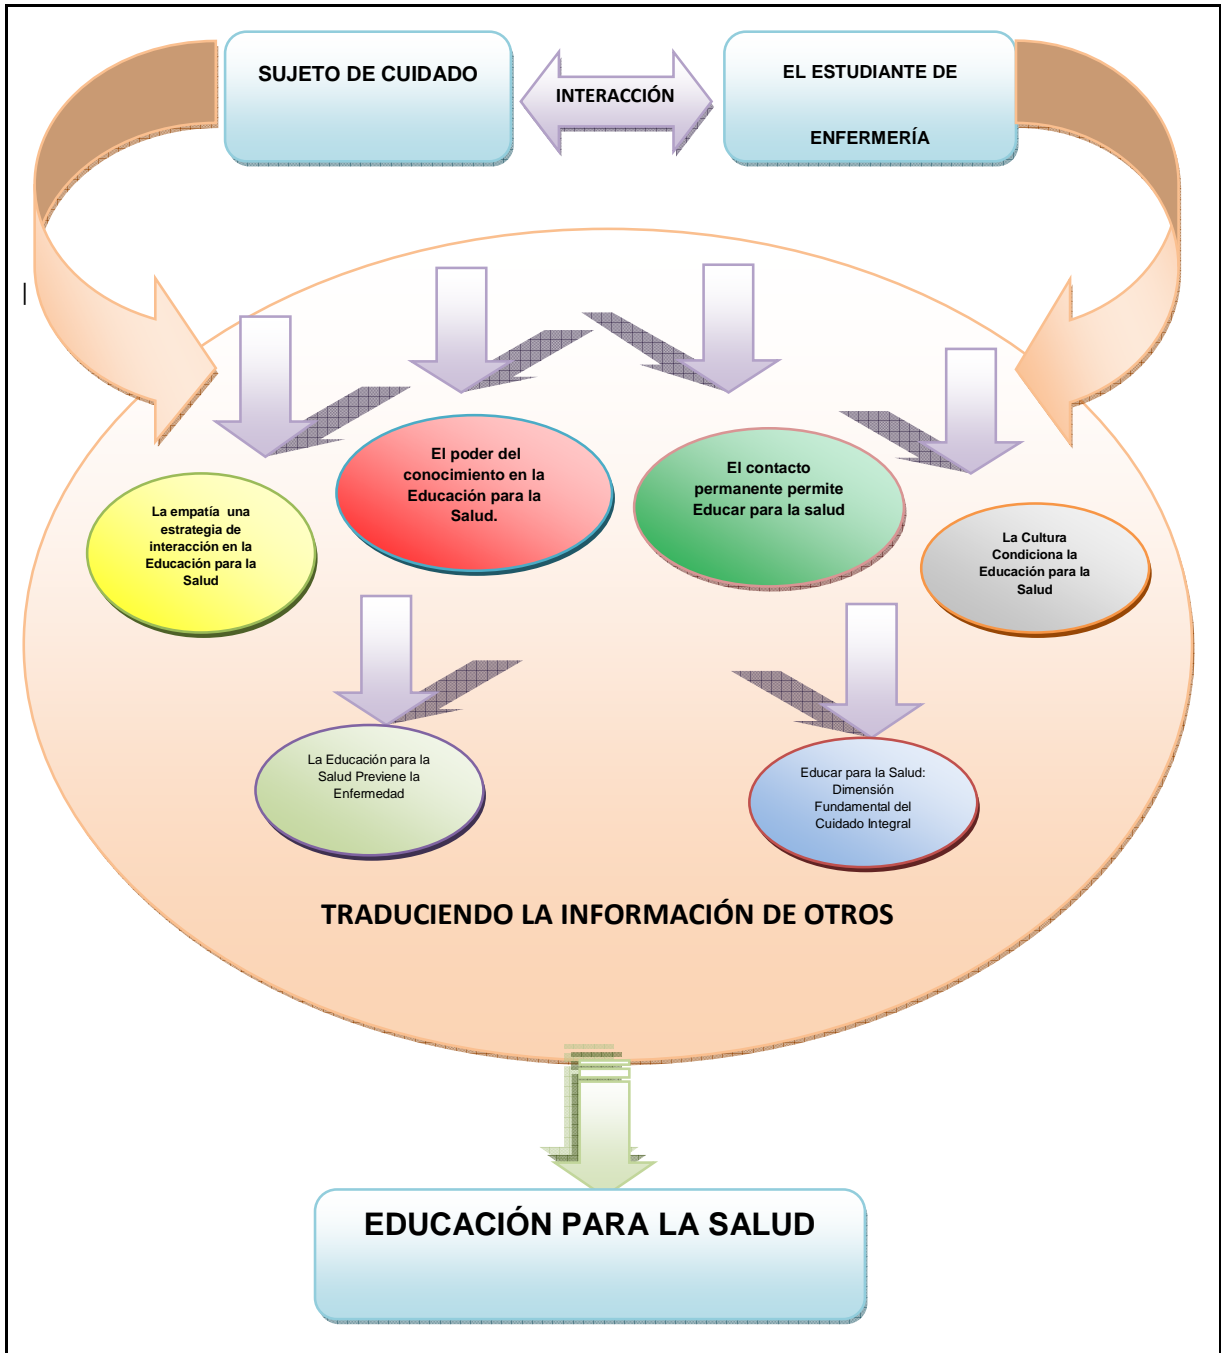 SUJETO DE CUIDADO
INTERACCIÓN
EL ESTUDIANTE DE
ENFERMERÍA
El poder del
conocimiento en la
Educación para la
Salud.
El contacto
permanente permite
Educar para la salud
La empatía una
estrategia de
interacción en la
Educación para la
Salud
La Cultura
Condiciona la
Educación para la
Salud
La Educación para la
Salud Previene la
Enfermedad
Educar para la Salud:
Dimensión
Fundamental del
Cuidado Integral
TRADUCIENDO LA INFORMACIÓN DE OTROS
EDUCACIÓN PARA LA SALUD